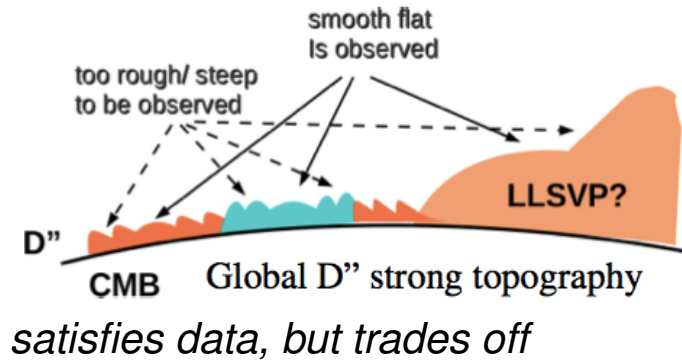 smooth flat
Is observed
too rough/ steep
to be observed
LLSVP?
D”
CMB
Global D” strong topography
satisfies data, but trades off